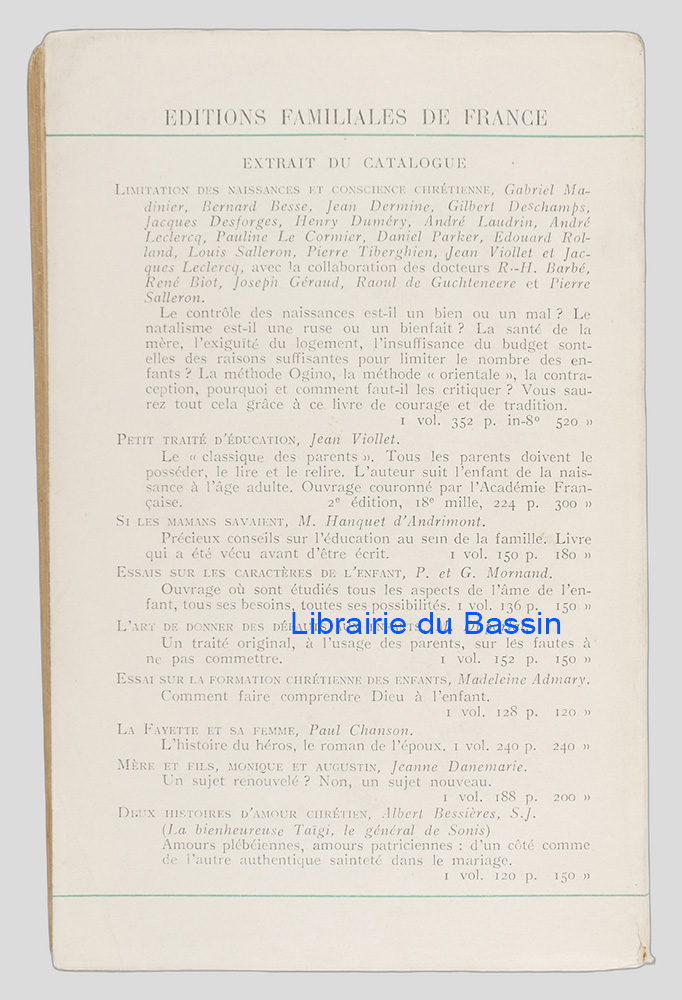 EDITIONS FAMILIALES DE FRANCE
EXTRAIT DU CATALOGUE
LIMITATION DES NAISSANCES ET CONSCIENCE CHRÉTIENNE, Gabriel Ma-
dinier, Bernard Besse, Jean Dermine, Gilbert Deschamps,
Jacques Desforges, Henry Duméry, André Laudrin, André
Leclercq, Pauline Le Cormier, Daniel Parker, Edouard Rol-
land, Louis Salleron, Pierre Tiberghien, Jean Viollet et Jac-
ques Leclercq, avec la collaboration des docteurs R.-H. Barbé,
René Biot, Joseph Géraud, Raoul de Guchteneere et Pierre
Salleron.
Le contrôle des naissances est-il un bien ou un mal ? Le
natalisme est-il une ruse ou un bienfait ? La santé de la
mère, l'exiguïté du logement, l'insuffisance du budget sont-
elles des raisons suffisantes pour limiter le nombre des en-
fants ? La méthode Ogino, la méthode « orientale », la contra-
ception, pourquoi et comment faut-il les critiquer ? Vous sau-
rez tout cela grâce à ce livre de courage et de tradition.
1 vol. 352 p. in-8° 520 »
PETIT TRAITÉ D'ÉDUCATION, Jean Viollet.
Le « classique des parents ». Tous les parents doivent le
posséder, le lire et le relire. L'auteur suit l'enfant de la nais-
sance à l'âge adulte. Ouvrage couronné par l'Académie Fran-
çaise. 2e édition, 18e mille, 224 p. 300 »
SI LES MAMANS SAVAIENT, M. Hanquet d'Andrimont.
Précieux conseils sur l'éducation au sein de la famille. Livre
qui a été vécu avant d'être écrit. 1 vol. 150 p. 180 »
ESSAIS SUR LES CARACTÈRES DE L'ENFANT, P. et G. Mornand.
Ouvrage où sont étudiés tous les aspects de l'âme de l'en-
fant, tous ses besoins, toutes ses possibilités. 1 vol. 136 p. 150 »
Librairie du Bassin
L'ART DE DONNER DES DÉFAUTS AUX ENFANTS,
Un traité original, à l'usage des parents, sur lés fautes à
ne pas commettre. 1 vol. 152 p. 150 »
ESSAI SUR LA FORMATION CHRÉTIENNE DES ENFANTS, Madeleine Admary.
Comment faire comprendre Dieu à l'enfant.
1 vol. 128 p. 120 »
LA FAYETTE ET SA FEMME, Paul Chanson.
L'histoire du héros, le roman de l'époux. 1 vol. 240 p. 240 »
MÈRE ET FILS, MONIQUE ET AUGUSTIN, Jeanne Danemarie.
Un sujet renouvelé ? Non, un sujet nouveau.
1 vol. 188 p. 200 »
DEUX HISTOIRES D'AMOUR CHRÉTIEN, Albert Bessières, S.J.
(La bienheureuse Taïgi, le général de Sonis)
Amours plébéiennes, amours patriciennes : d'un côté comme
de l'autre authentique sainteté dans le mariage.
1 vol. 120 p. 150 »